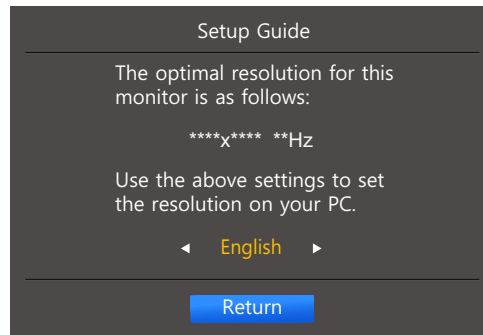 Setup Guide
The optimal resolution for this
monitor is as follows:
****x**** **Hz
Use the above settings to set
the resolution on your PC.
English
Return